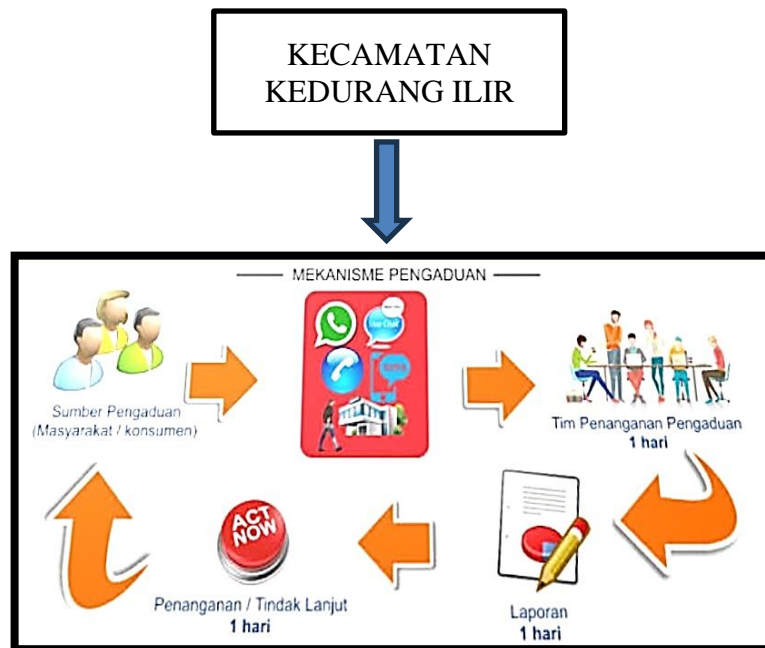 KECAMATAN
KEDURANG ILIR
MEKANISME PENGADUAN
Sumber Pengaduan
(Masyarakat / konsumen)
Tim Penanganan Pengaduan
1 hari
ACT
NOW
Penanganan / Tindak Lanjut
1 hari
Laporan
1 hari